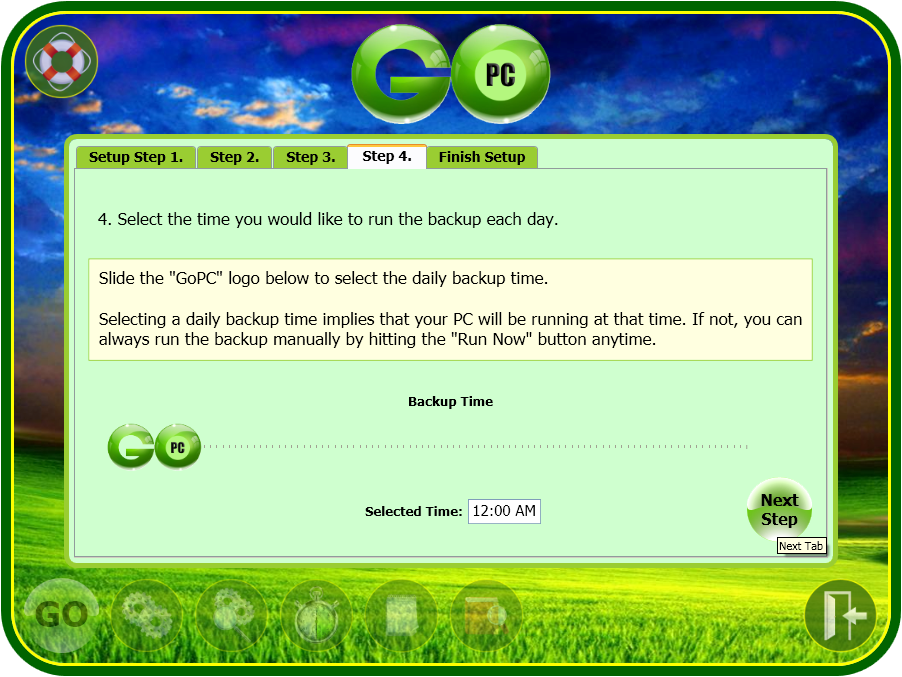 GO PC
Setup Step 1. Step 2. Step 3. Step 4. Finish Setup
4. Select the time you would like to run the backup each day.
Slide the "GoPC" logo below to select the daily backup time.
Selecting a daily backup time implies that your PC will be running at that time. If not, you can
always run the backup manually by hitting the "Run Now" button anytime.
Backup Time
GO PC
Selected Time: 12:00 AM
Next
Step
Next Tab
GO